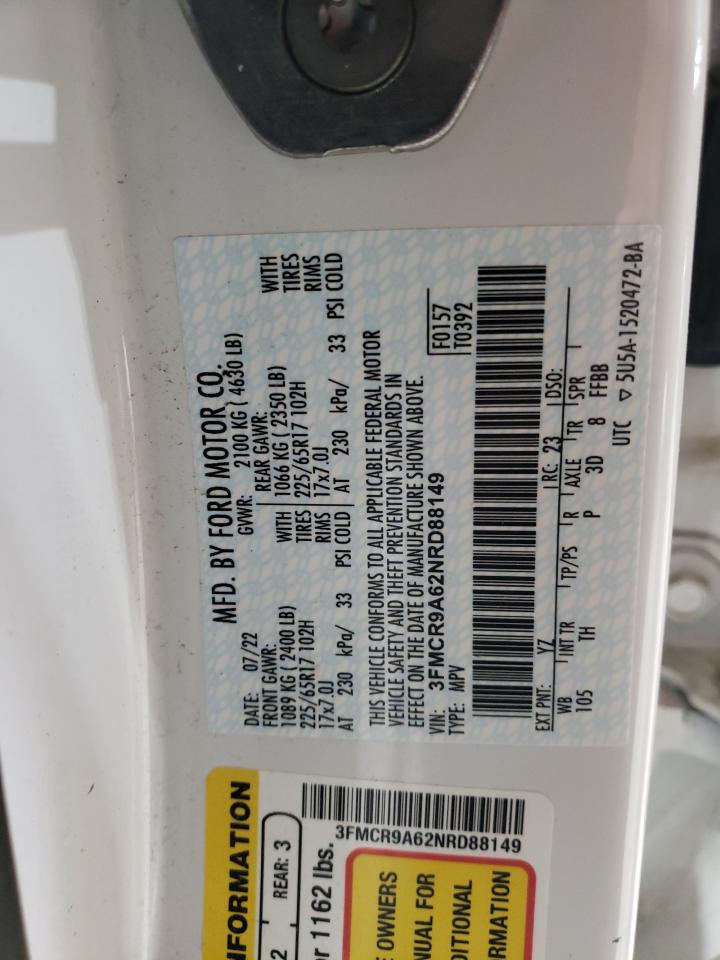 MFD. BY FORD MOTOR CO.
DATE: 07/22 GVWR: 2100 KG ( 4630 LB)
FRONT GAWR: REAR GAWR:
1089 KG ( 2400 LB) WITH 1066 KG ( 2350 LB) WITH
225/65R17 102H TIRES 225/65R17 102H TIRES
17x7.0J RIMS 17x7.0J RIMS
AT 230 kPa/ 33 PSI COLD AT 230 kPa/ 33 PSI COLD
THIS VEHICLE CONFORMS TO ALL APPLICABLE FEDERAL MOTOR
VEHICLE SAFETY AND THEFT PREVENTION STANDARDS IN
EFFECT ON THE DATE OF MANUFACTURE SHOWN ABOVE.
VIN: 3FMCR9A62NRD88149 F0157
TYPE: MPV T0392
EXT PNT: YZ RC: 23 DSO:
WB INT TR TP/PS R AXLE TR SPR
105 TH P 3D 8 FFBB
UTC ▽ 5U5A-1520472-BA
FORMATION
2 REAR: 3
or 1162 lbs.
3FMCR9A62NRD88149
OWNERS
UAL FOR
DITIONAL
RMATION